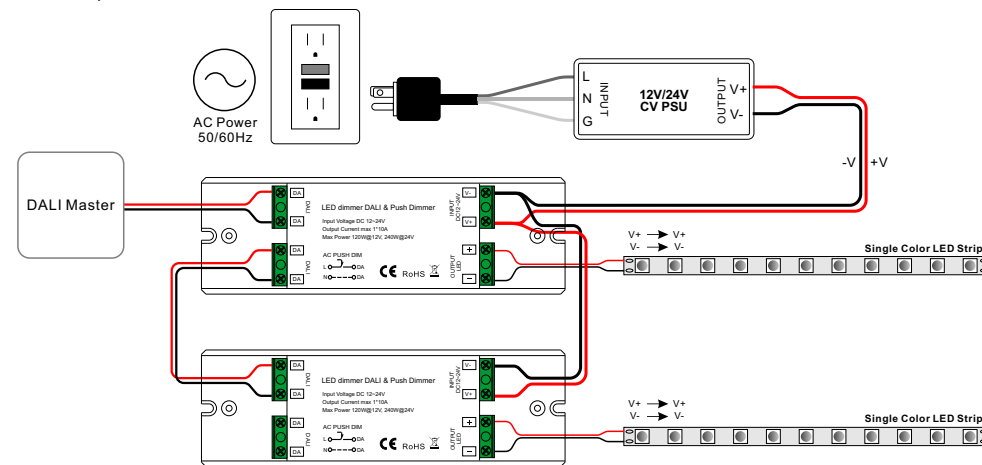 AC Power
50/60Hz
L
N
G
INPUT
12V/24V
CV PSU
OUTPUT
V+
V-
-V
+V
DALI Master
DA
DA
DALI
LED dimmer DALI & Push Dimmer
Input Voltage DC 12~24V
Output Current max 1*10A
Max Power 120W@12V, 240W@24V
INPUT
DC12~24V
V-
V+
DA
DA
DALI
AC PUSH DIM
L DA
N DA
CE RoHS
OUTPUT
LED
+
−
V+ V+
V- V-
Single Color LED Strip
DA
DA
DALI
LED dimmer DALI & Push Dimmer
Input Voltage DC 12~24V
Output Current max 1*10A
Max Power 120W@12V, 240W@24V
INPUT
DC12~24V
V-
V+
DA
DA
DALI
AC PUSH DIM
L DA
N DA
CE RoHS
OUTPUT
LED
+
−
V+ V+
V- V-
Single Color LED Strip